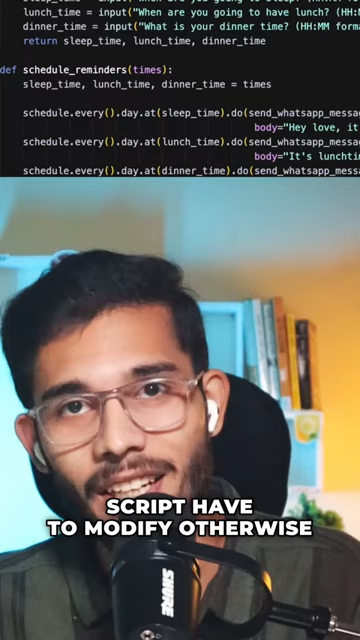 lunch_time = input("When are you going to have lunch? (HH:M
dinner_time = input("What is your dinner time? (HH:MM forma
return sleep_time, lunch_time, dinner_time
def schedule_reminders(times):
sleep_time, lunch_time, dinner_time = times
schedule.every().day.at(sleep_time).do(send_whatsapp_messa
body="Hey love, it
schedule.every().day.at(lunch_time).do(send_whatsapp_messa
body="It's lunchti
schedule.every().day.at(dinner_time).do(send_whatsapp_mess
SCRIPT HAVE
TO MODIFY OTHERWISE
SHURE